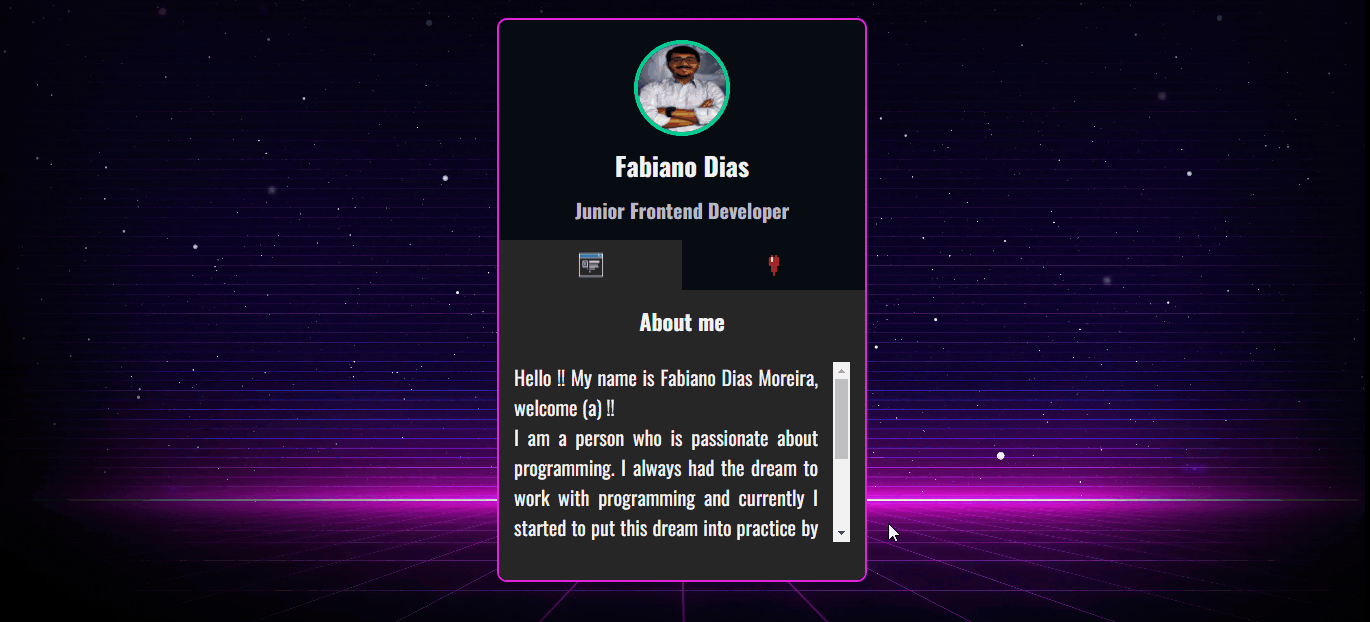 Fabiano Dias
Junior Frontend Developer
About me
Hello !! My name is Fabiano Dias Moreira,
welcome (a) !!
I am a person who is passionate about
programming. I always had the dream to
work with programming and currently I
started to put this dream into practice by